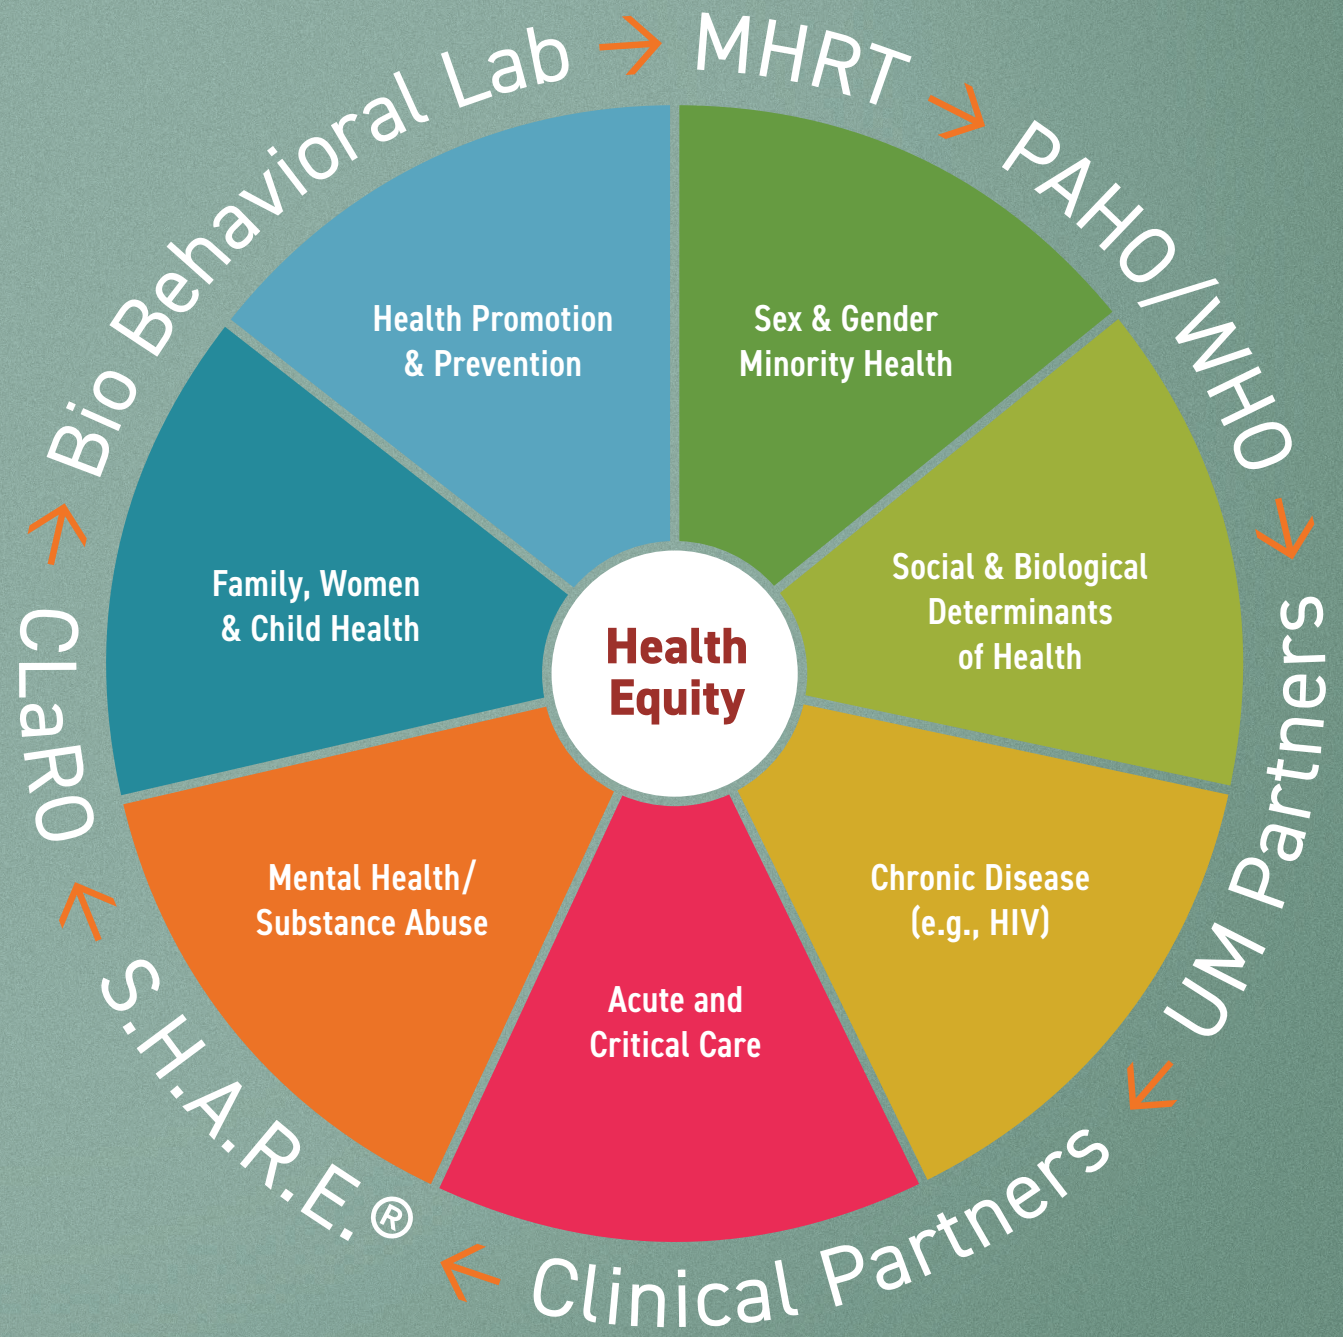 Bio Behavioral Lab
MHRT
PAHO/WHO
UM Partners
Clinical Partners
S.H.A.R.E.®
CLaRO
Health Promotion
& Prevention
Sex & Gender
Minority Health
Social & Biological
Determinants
of Health
Chronic Disease
(e.g., HIV)
Acute and
Critical Care
Mental Health/
Substance Abuse
Family, Women
& Child Health
Health
Equity